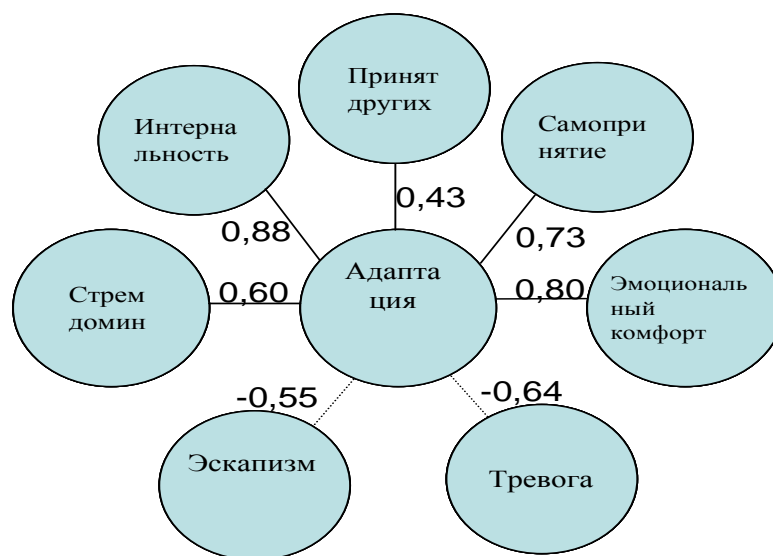 Принят
других
Интерна
льность
Самопри
нятие
0,43
0,88
0,73
Адапта
ция
Стрем
домин
0,60
0,80
Эмоциональ
ный
комфорт
-0,55
-0,64
Эскапизм
Тревога